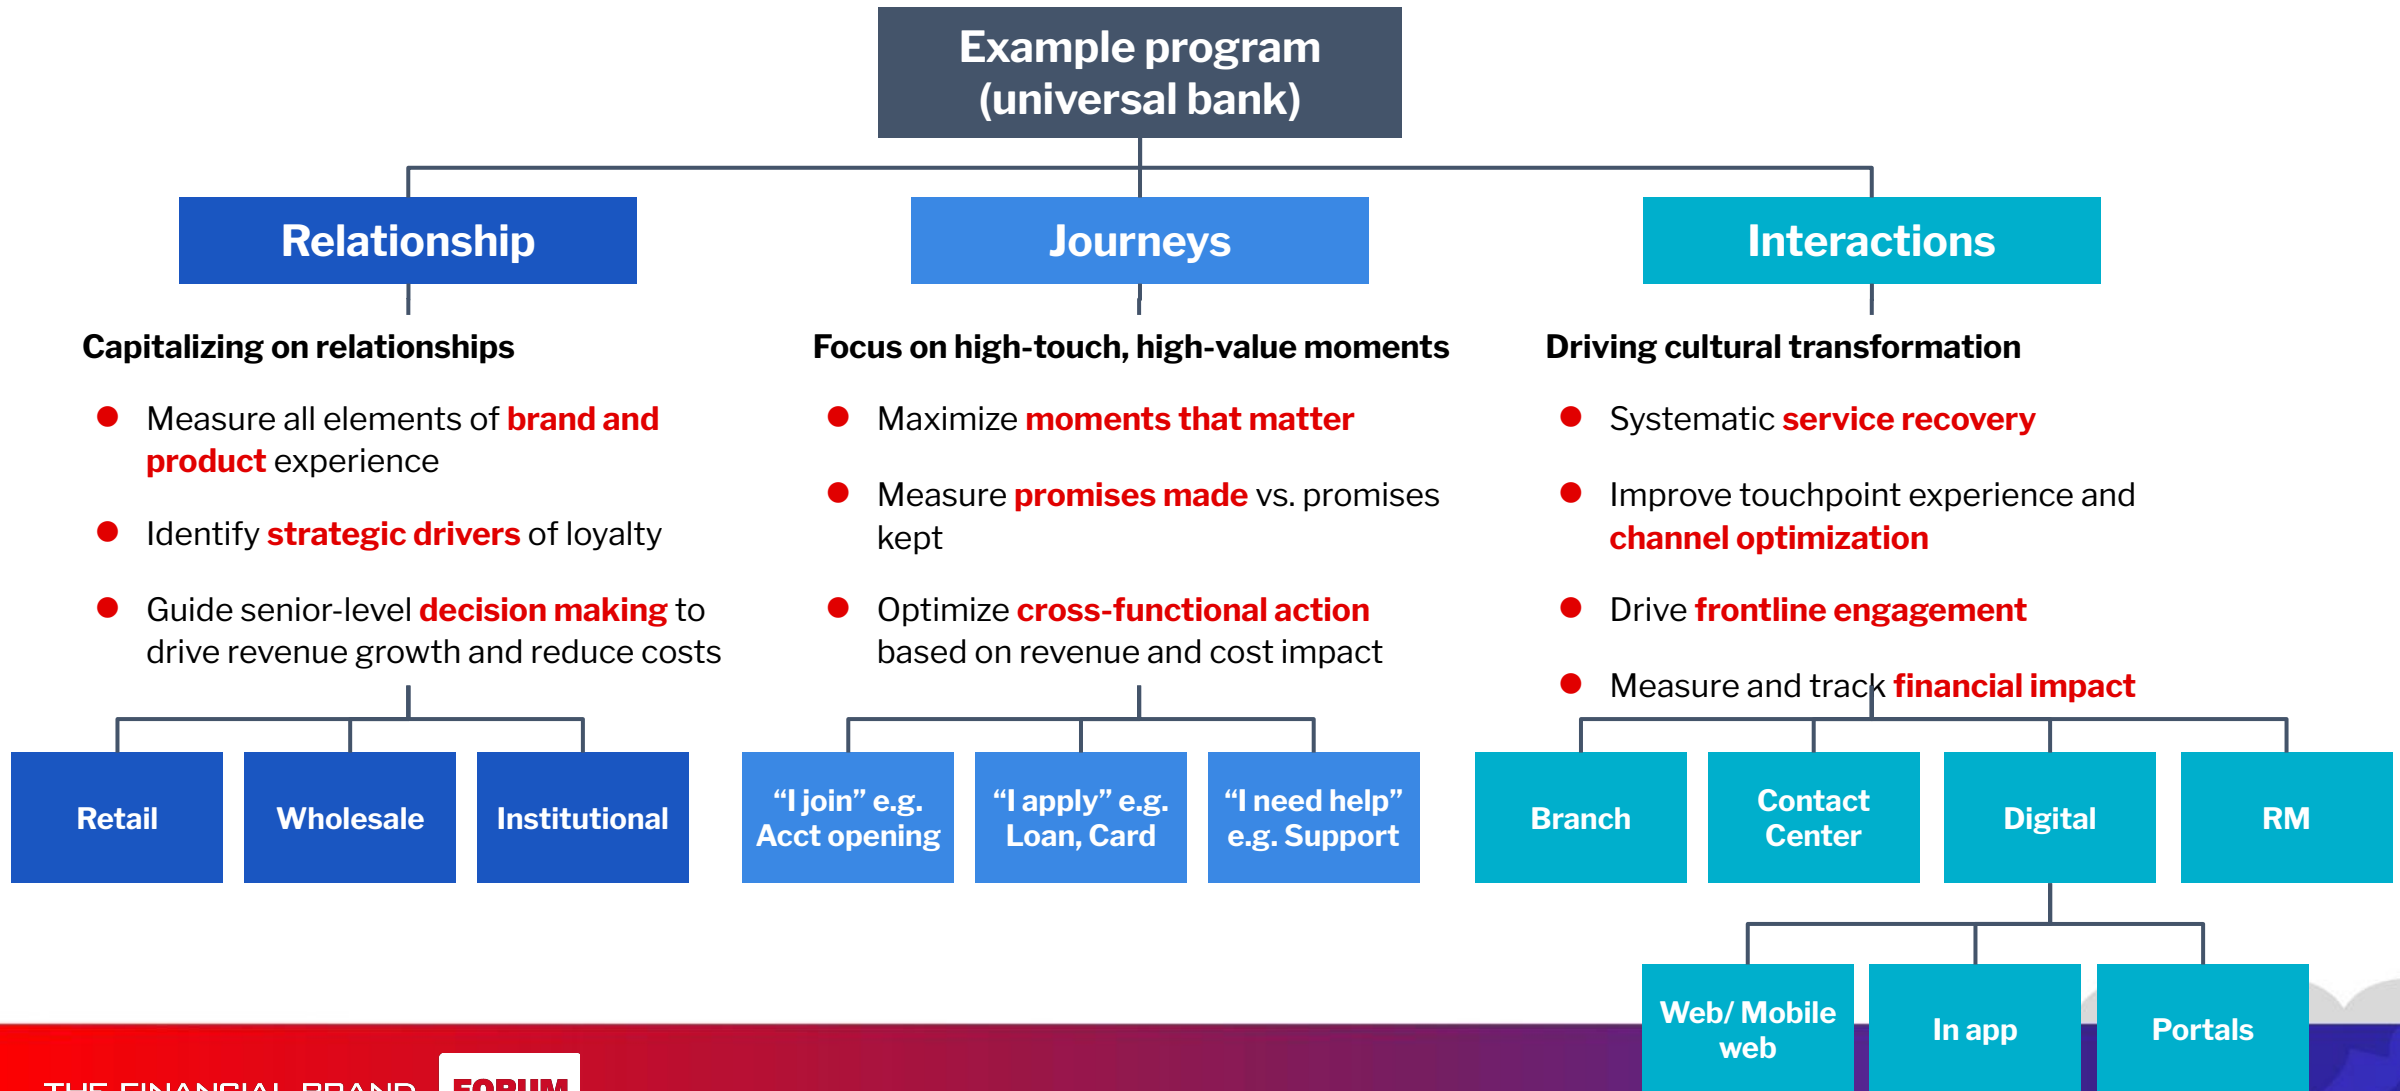 Example program
(universal bank)
Relationship
Journeys
Interactions
Capitalizing on relationships
● Measure all elements of brand and
product experience
● Identify strategic drivers of loyalty
● Guide senior-level decision making to
drive revenue growth and reduce costs
Focus on high-touch, high-value moments
● Maximize moments that matter
● Measure promises made vs. promises
kept
● Optimize cross-functional action
based on revenue and cost impact
Driving cultural transformation
● Systematic service recovery
● Improve touchpoint experience and
channel optimization
● Drive frontline engagement
● Measure and track financial impact
Retail
Wholesale
Institutional
“I join” e.g.
Acct opening
“I apply” e.g.
Loan, Card
“I need help”
e.g. Support
Branch
Contact
Center
Digital
RM
Web/ Mobile
web
In app
Portals
THE FINANCIAL BRAND FORUM